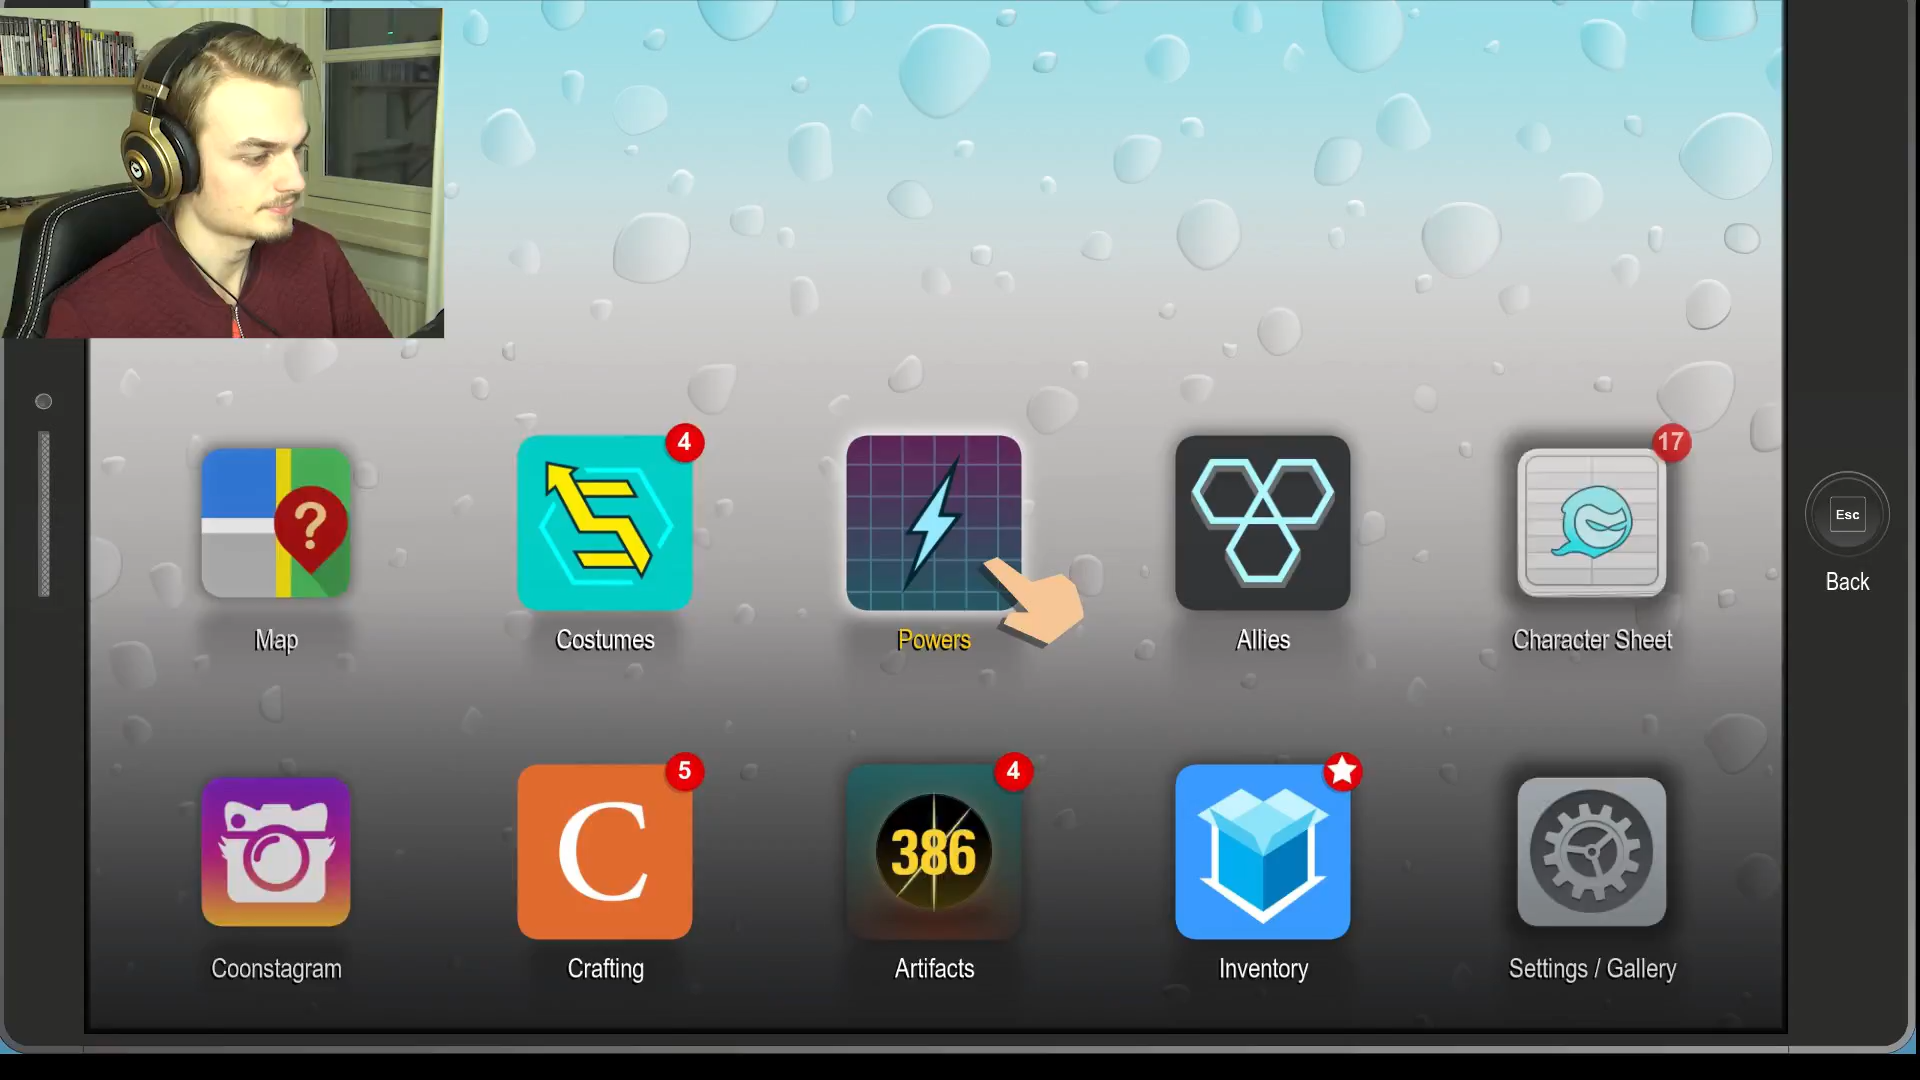 4
17
?
Esc
Back
Map
Costumes
Powers
Allies
Character Sheet
5
4
C
386
Coonstagram
Crafting
Artifacts
Inventory
Settings / Gallery